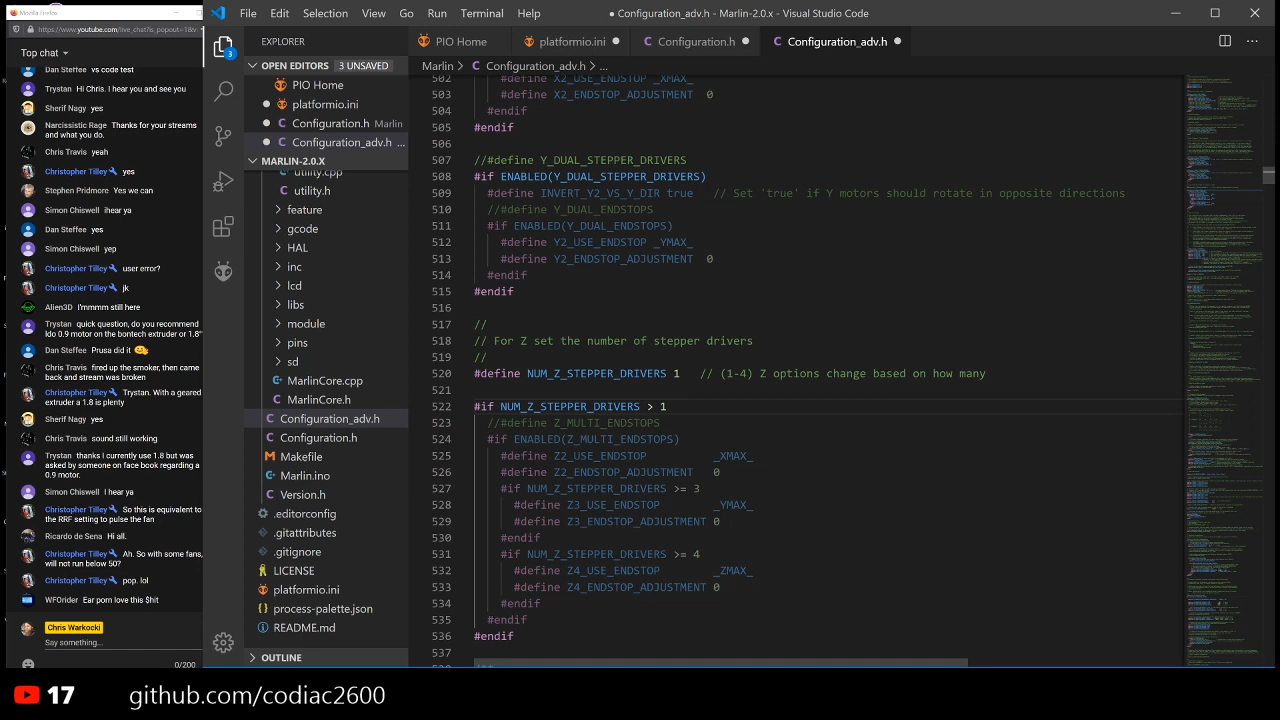 Mozilla Firefox
https://www.youtube.com/live_chat?is_popout=1&v
Top chat
Dan Steffee vs code test
Trystan Hi Chris. I hear you and see you
Sherif Nagy yes
Narcissistic Rage Thanks for your streams
and what you do.
Chris Travis yeah
Christopher Tilley yes
Stephen Pridmore Yes we can
Simon Chiswell ihear ya
Dan Steffee yes
Simon Chiswell yep
Christopher Tilley user error?
Christopher Tilley jk
Alien3D i'mmmm still here
Trystan quick question, do you recommend
ldo 0.9 motor on the bontech extruder or 1.8°
Dan Steffee Prusa did it
Chris Travis fired up the smoker, then came
back and stream was broken
Christopher Tilley Trystan. With a geared
extruder a 1.8 is plenty
Sherif Nagy yes
Chris Travis sound still working
Trystan thanks I currently use 1.8 but was
asked by someone on face book regarding a
0.9 motor.
Simon Chiswell I hear ya
Christopher Tilley So this is equivalent to
the RRF setting to pulse the fan
Ricardo de Sena Hi all.
Christopher Tilley Ah. So with some fans,
will not run below 50?
Christopher Tilley pop. lol
WFOrider Ear porn love this $hit
Chris Warkocki
Say something...
0/200
File Edit Selection View Go
Help
● Configuration_adv.h - Marlin-2.0.x - Visual Studio Code
3
EXPLORER
OPEN EDITORS 3 UNSAVED
PIO Home
platformio.ini
Configuration.h Marlin
Configuration_adv.h ...
MARLIN-2.0.X
utility.cpp
utility.h
feature
gcode
HAL
inc
lcd
libs
module
pins
sd
MarlinCore.cpp
MarlinCore.h
Configuration_adv.h
Configuration.h
Makefile
Marlin.ino
Version.h
.editorconfig
.gitattributes
.gitignore
LICENSE
platformio.ini
process-palette.json
README.md
OUTLINE
PIO Home
platformio.ini
Configuration.h
Configuration_adv.h
Marlin > Configuration_adv.h > ...
502 #define X2_USE_ENDSTOP _XMAX_
503 #define X2_ENDSTOP_ADJUSTMENT 0
504 #endif
505 #endif
506
507 //#define Y_DUAL_STEPPER_DRIVERS
508 #if ENABLED(Y_DUAL_STEPPER_DRIVERS)
509 #define INVERT_Y2_VS_Y_DIR true // Set 'true' if Y motors should rotate in opposite directions
510 //#define Y_DUAL_ENDSTOPS
511 #if ENABLED(Y_DUAL_ENDSTOPS)
512 #define Y2_USE_ENDSTOP _YMAX_
513 #define Y2_ENDSTOP_ADJUSTMENT 0
514 #endif
515 #endif
516
517 //
518 the number of stepper drivers
519 //
520 #define NUM_Z_STEPPER_DRIVERS 1 // (1-4) Z options change based on how many
521
522 #if NUM_Z_STEPPER_DRIVERS > 1
523 //#define Z_MULTI_ENDSTOPS
524 #if ENABLED(Z_MULTI_ENDSTOPS)
525 #define Z2_USE_ENDSTOP _XMAX_
526 #define Z2_ENDSTOP_ADJUSTMENT 0
527 #if NUM_Z_STEPPER_DRIVERS >= 3
528 #define Z3_USE_ENDSTOP _YMAX_
529 #define Z3_ENDSTOP_ADJUSTMENT 0
530
531 #if NUM_Z_STEPPER_DRIVERS >= 4
532 #define Z4_USE_ENDSTOP _ZMAX_
533 #define Z4_ENDSTOP_ADJUSTMENT 0
534 #endif
535 #endif
536 #endif
537
17 github.com/codiac2600